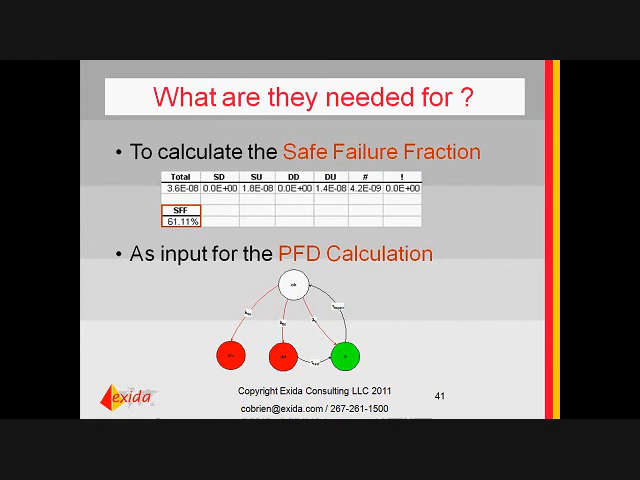 What are they needed for ?
• To calculate the Safe Failure Fraction
Total SD SU DD DU # !
3.6E-08 0.0E+00 1.8E-08 0.0E+00 1.4E-08 4.2E-09 0.0E+00
SFF
61.11%
• As input for the PFD Calculation
exida
Copyright Exida Consulting LLC 2011
41
cobrien@exida.com / 267-261-1500